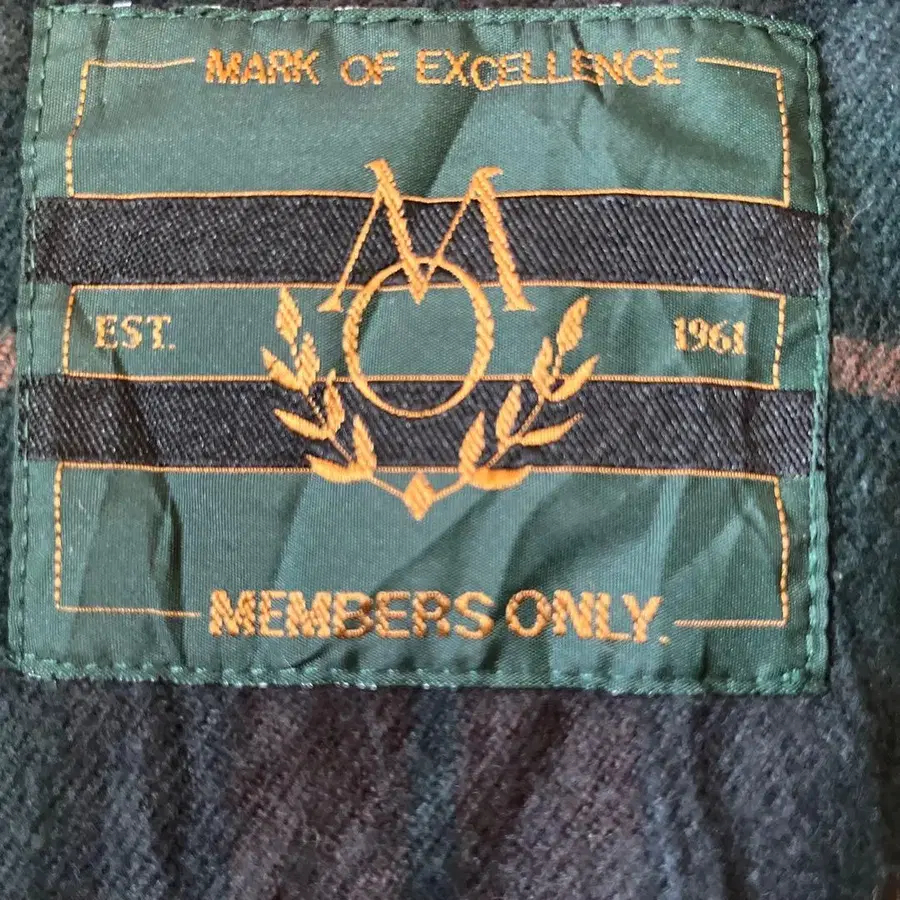 MARK OF EXCELLENCE
MO
EST. 1961
MEMBERS ONLY.